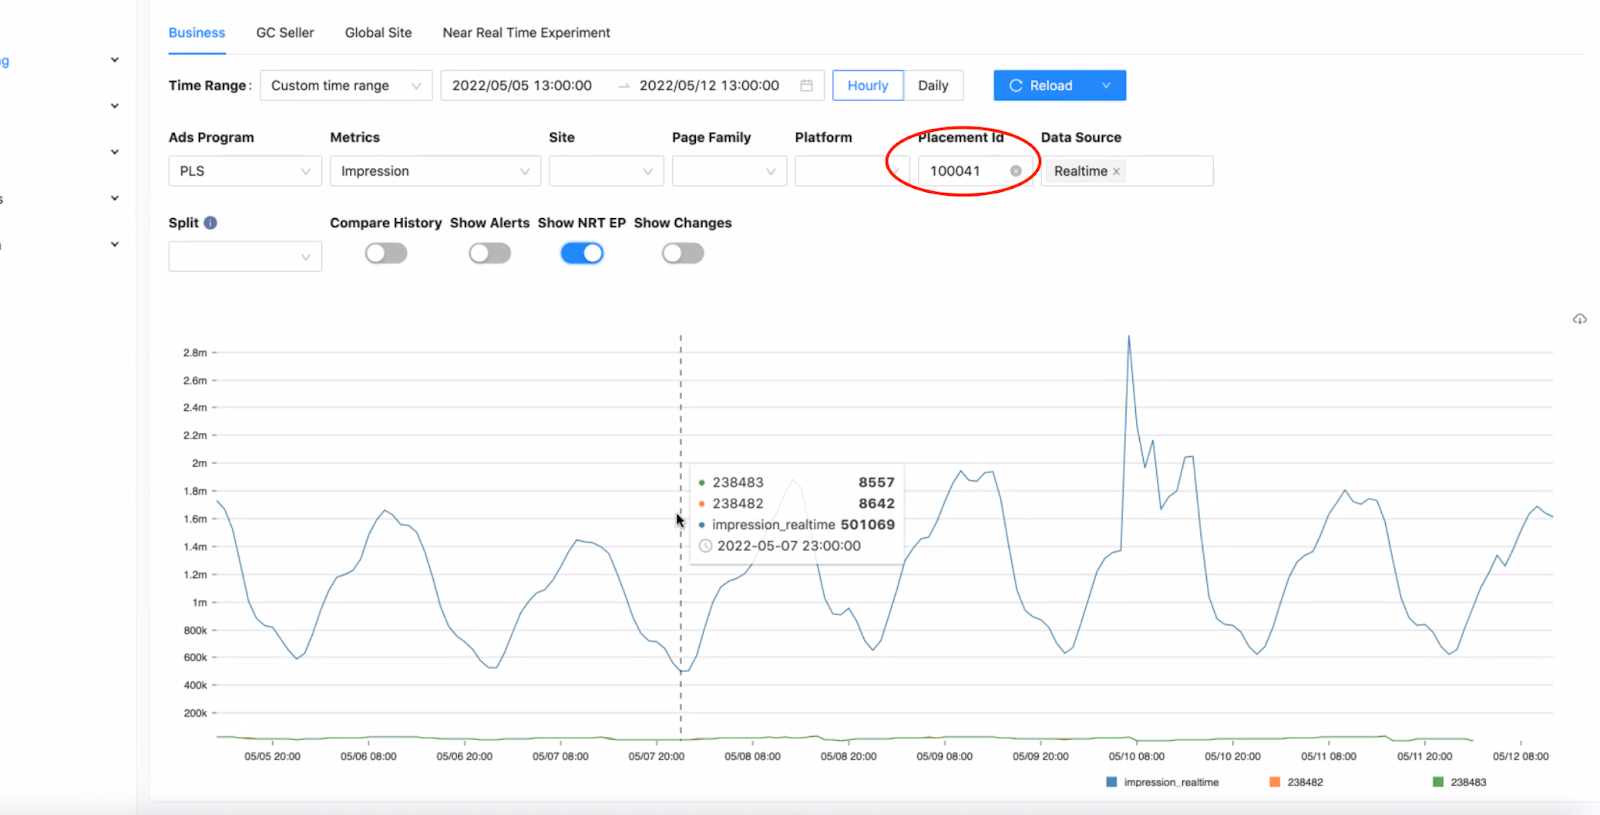 Business GC Seller Global Site Near Real Time Experiment
g
Time Range: Custom time range 2022/05/05 13:00:00 → 2022/05/12 13:00:00 Hourly Daily Reload
Ads Program Metrics Site Page Family Platform Placement Id Data Source
PLS Impression 100041 Realtime ×
s
Split Compare History Show Alerts Show NRT EP Show Changes
2.8m
2.6m
2.4m
2.2m
2m
1.8m
1.6m
1.4m
1.2m
1m
800k
600k
400k
200k
238483 8557
238482 8642
impression_realtime 501069
2022-05-07 23:00:00
05/05 20:00 05/06 08:00 05/06 20:00 05/07 08:00 05/07 20:00 05/08 08:00 05/08 20:00 05/09 08:00 05/09 20:00 05/10 08:00 05/10 20:00 05/11 08:00 05/11 20:00 05/12 08:00
impression_realtime 238482 238483